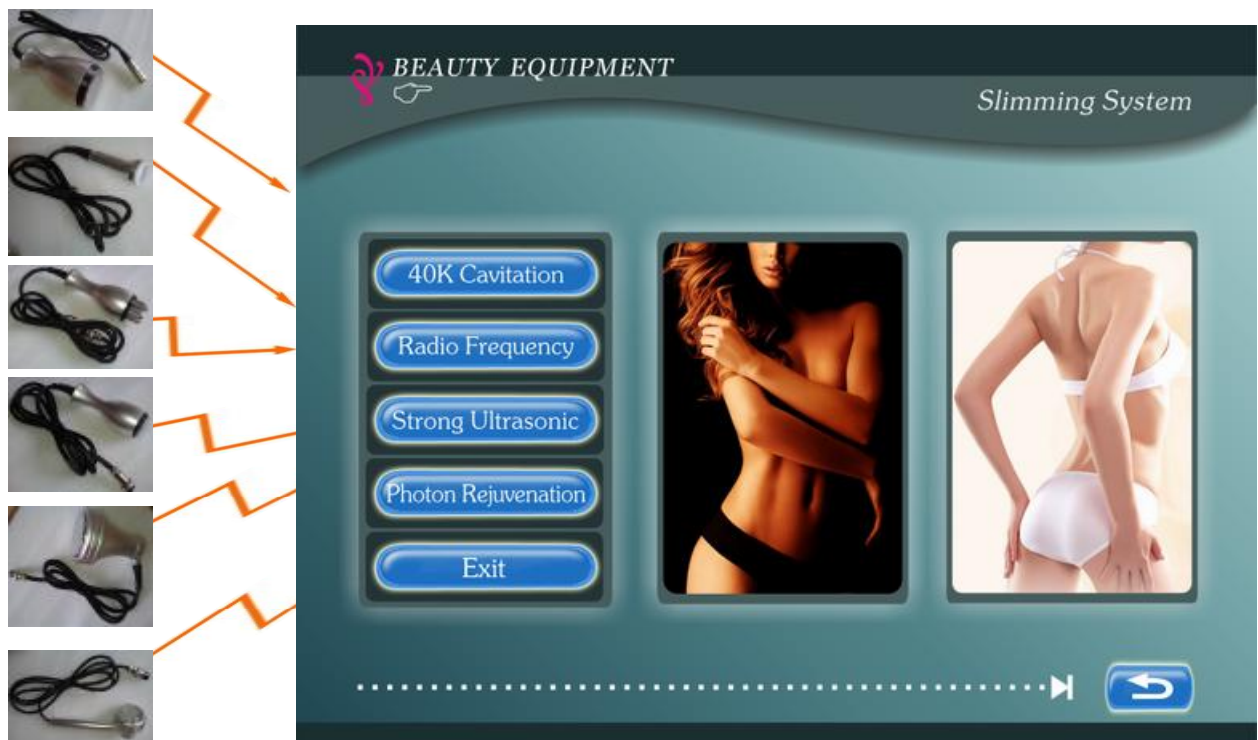 BEAUTY EQUIPMENT
Slimming System
40K Cavitation
Radio Frequency
Strong Ultrasonic
Photon Rejuvenation
Exit